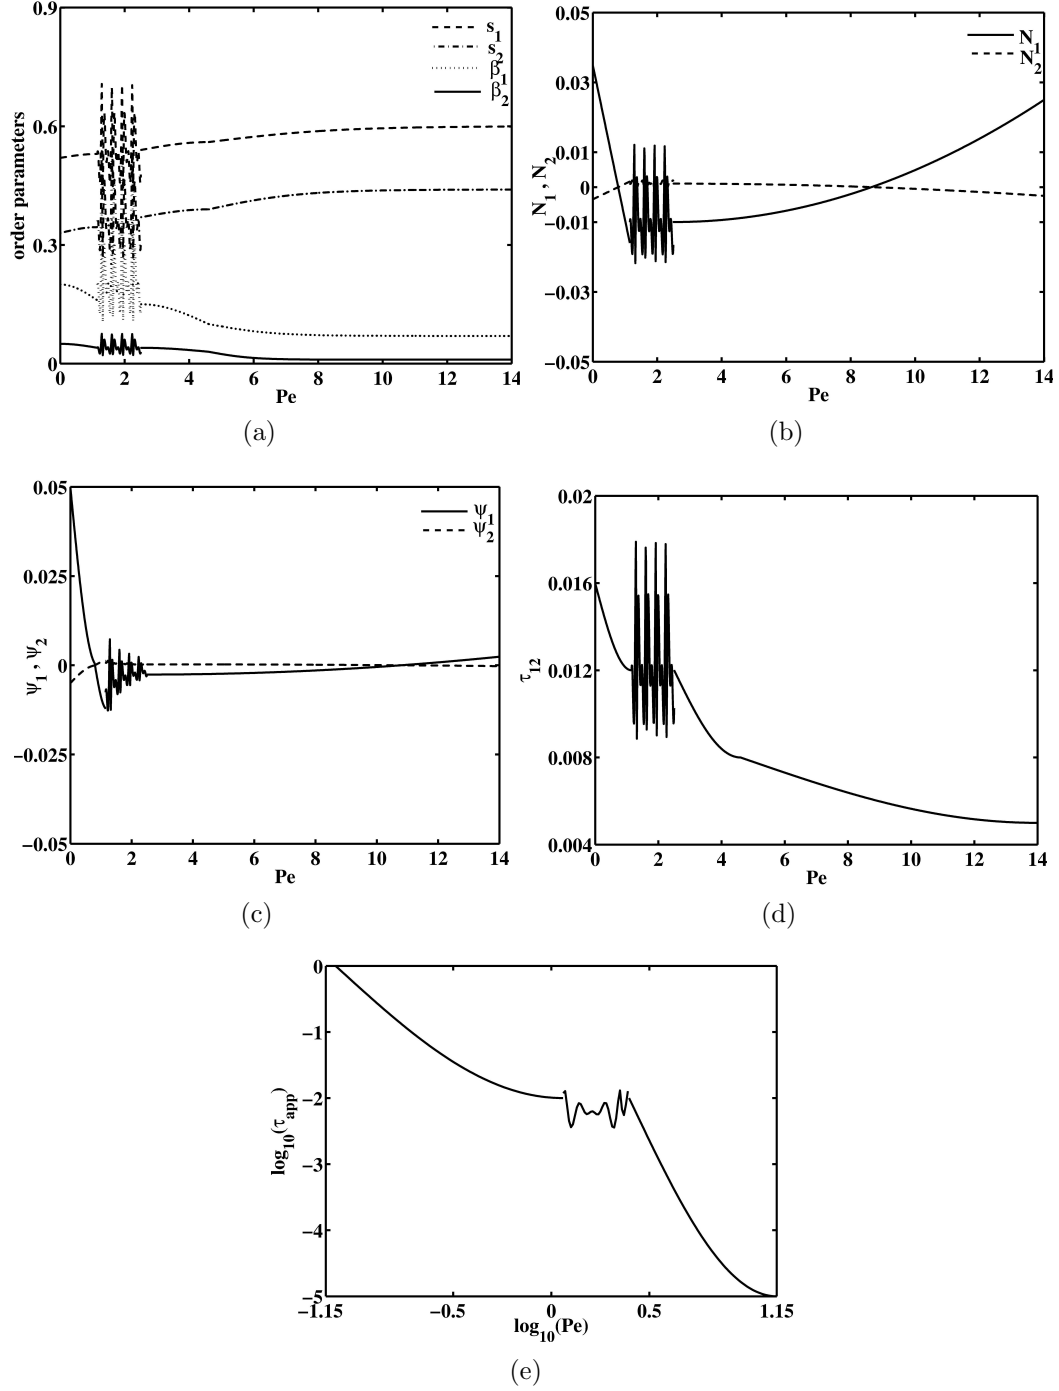 0.9
0.6
0.3
0
order parameters
s1
s2
β1
β2
0 2 4 6 8 10 12 14
Pe
(a)
0.05
0.03
0.01
0
−0.01
−0.03
−0.05
N1 , N2
N1
N2
0 2 4 6 8 10 12 14
Pe
(b)
0.05
0.025
0
−0.025
−0.05
ψ1 , ψ2
ψ1
ψ2
0 2 4 6 8 10 12 14
Pe
(c)
0.02
0.016
0.012
0.008
0.004
τ12
0 2 4 6 8 10 12 14
Pe
(d)
0
−1
−2
−3
−4
−5
log10(τapp)
−1.15 −0.5 0 0.5 1.15
log10(Pe)
(e)